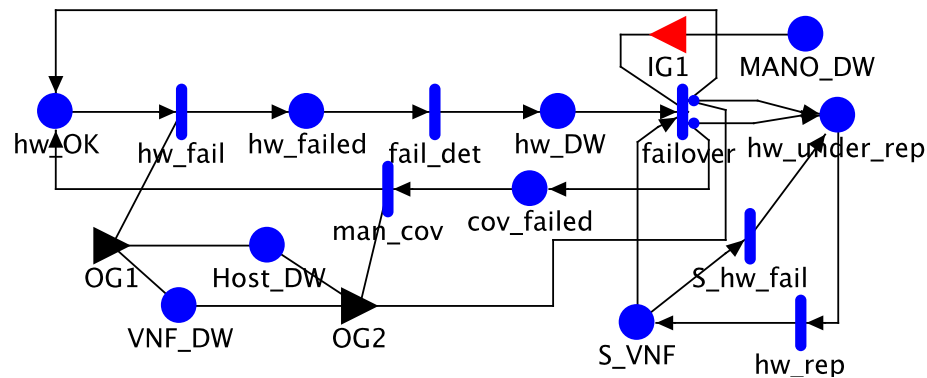 IG1
MANO_DW
hw_OK
hw_fail
hw_failed
fail_det
hw_DW
failover
hw_under_rep
man_cov
cov_failed
OG1
Host_DW
S_hw_fail
VNF_DW
OG2
S_VNF
hw_rep